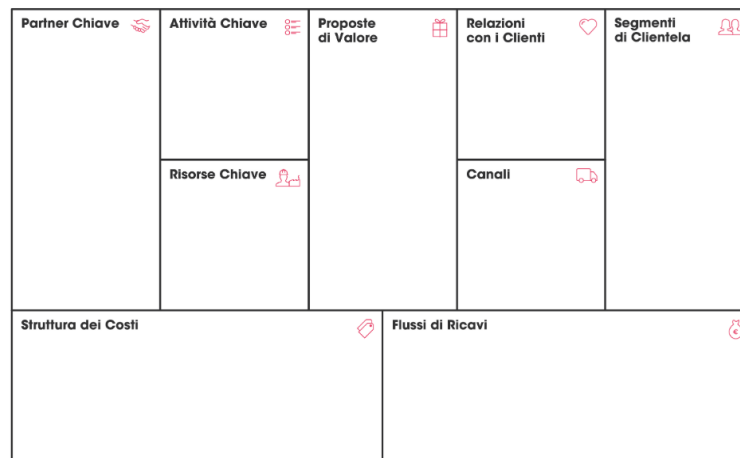 Partner Chiave
Attività Chiave
Proposte
di Valore
Relazioni
con i Clienti
Segmenti
di Clientela
Risorse Chiave
Canali
Struttura dei Costi
Flussi di Ricavi
€